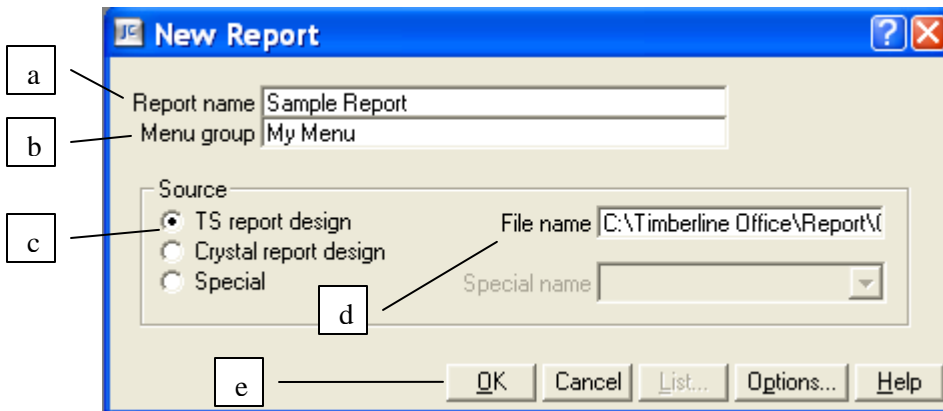 JC New Report
a
Report name Sample Report
b
Menu group My Menu
Source
c
TS report design
File name C:\Timberline Office\Report\(
Crystal report design
Special
Special name
d
e
OK Cancel List... Options... Help